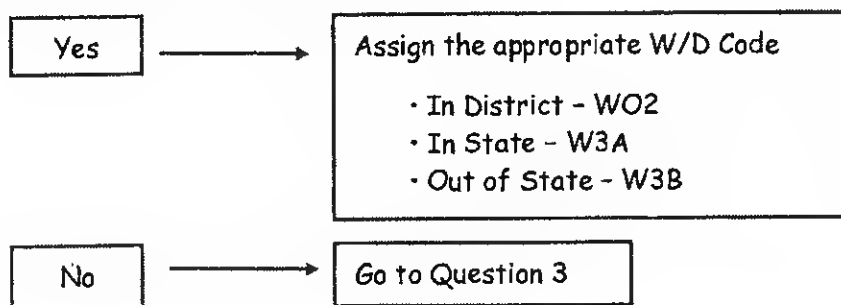 Yes
Assign the appropriate W/D Code
· In District - WO2
· In State - W3A
· Out of State - W3B
No
Go to Question 3